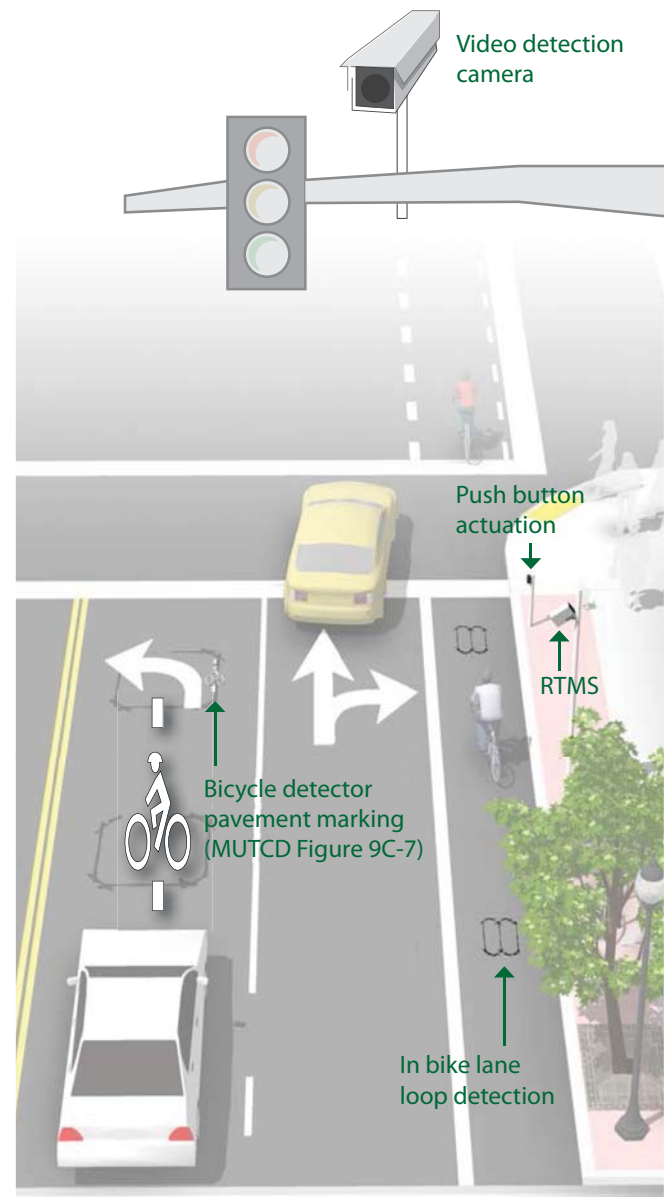 Video detection
camera
Push button
actuation
RTMS
Bicycle detector
pavement marking
(MUTCD Figure 9C-7)
In bike lane
loop detection